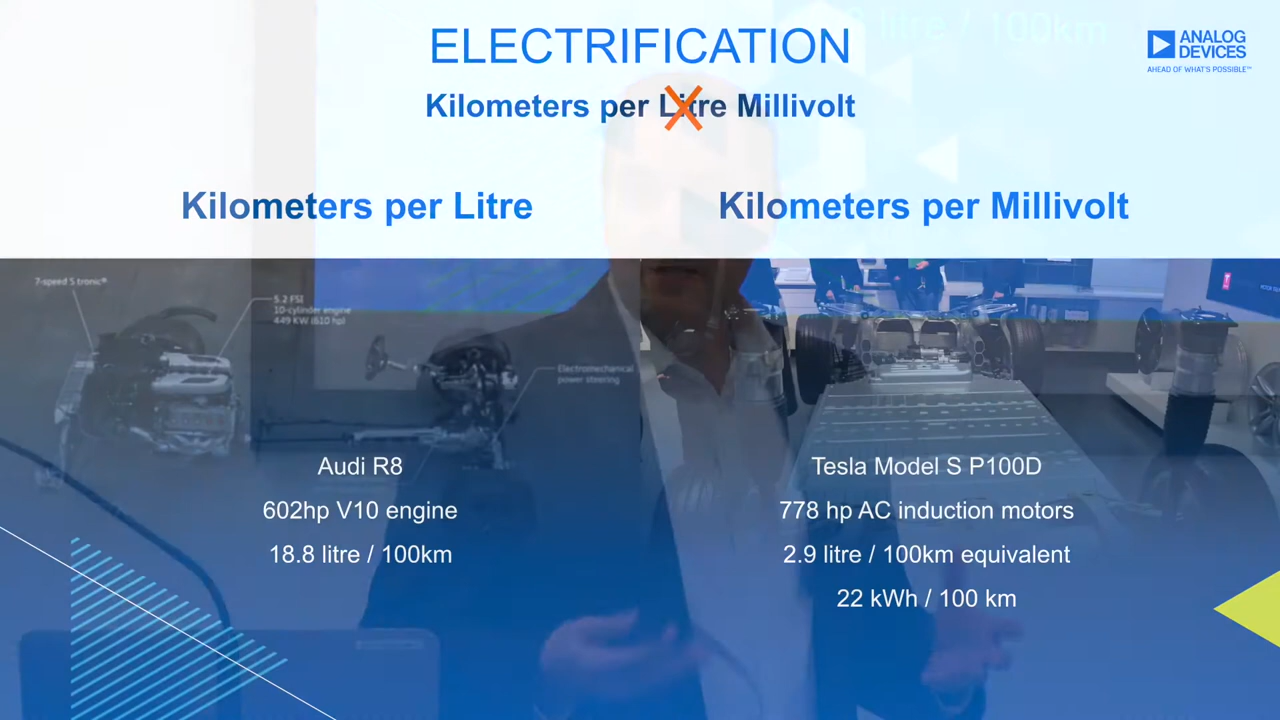 ELECTRIFICATION
litre / 100km
ANALOG
DEVICES
AHEAD OF WHAT'S POSSIBLE™
Kilometers per Litre Millivolt
Kilometers per Litre
Kilometers per Millivolt
7-speed S tronic®
5.2 FSI
10-cylinder engine
449 KW (610 hp)
Electromechanical
power steering
Audi R8
602hp V10 engine
18.8 litre / 100km
Tesla Model S P100D
778 hp AC induction motors
2.9 litre / 100km equivalent
22 kWh / 100 km